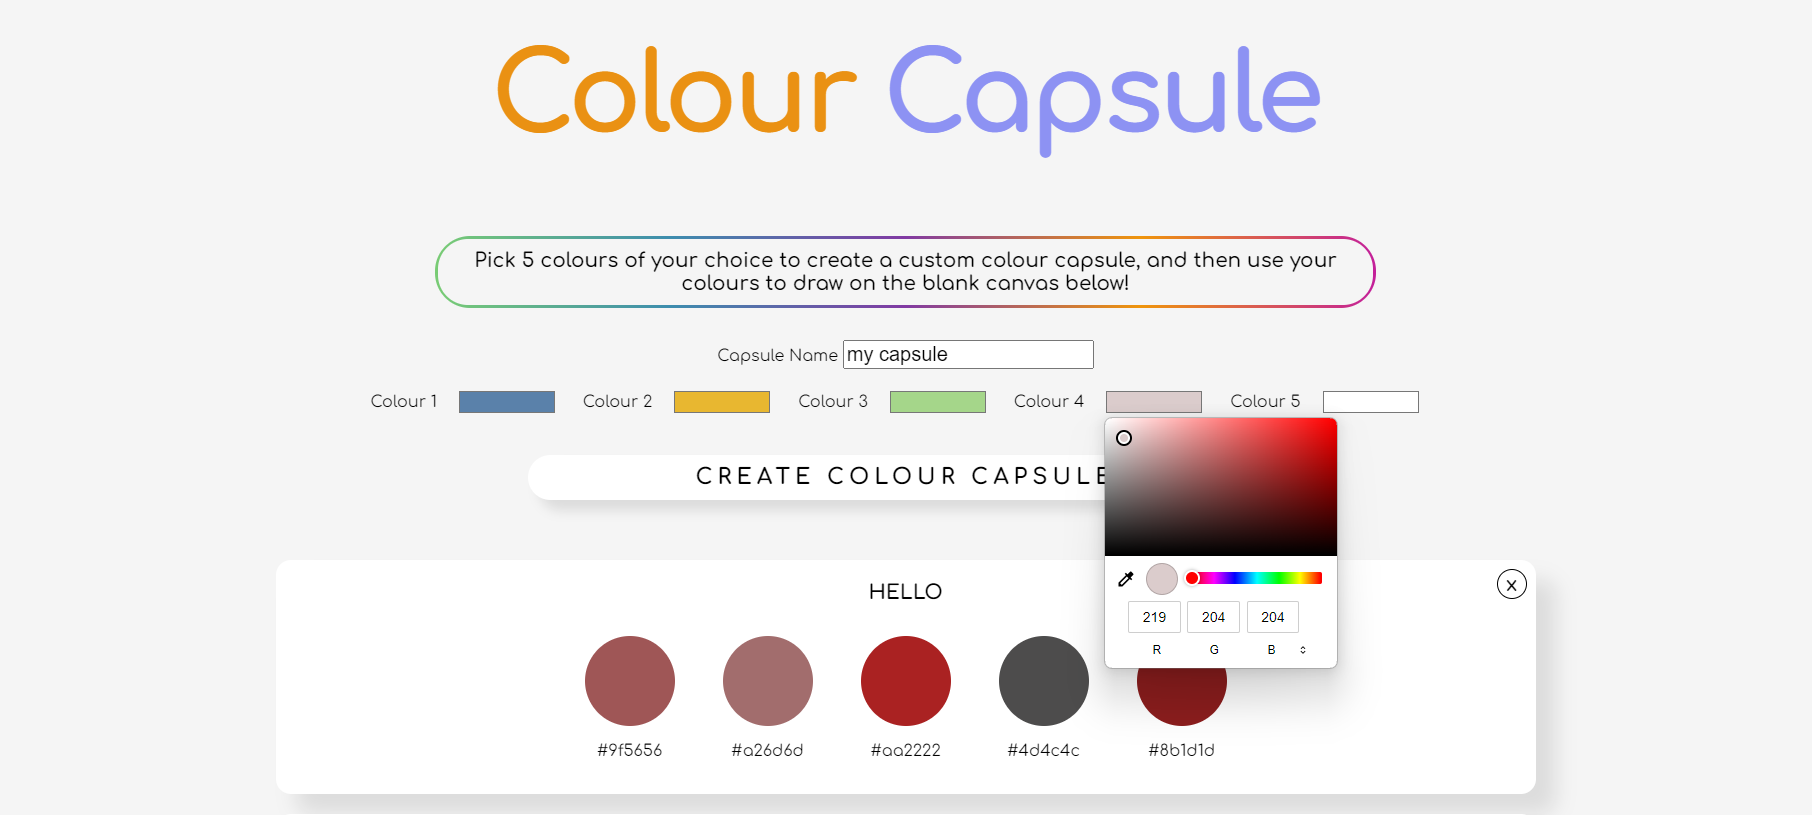 Colour Capsule
Pick 5 colours of your choice to create a custom colour capsule, and then use your
colours to draw on the blank canvas below!
Capsule Name my capsule
Colour 1 Colour 2 Colour 3 Colour 4 Colour 5
CREATE COLOUR CAPSULE
HELLO
X
219 204 204
R G B
#9f5656 #a26d6d #aa2222 #4d4c4c #8b1d1d